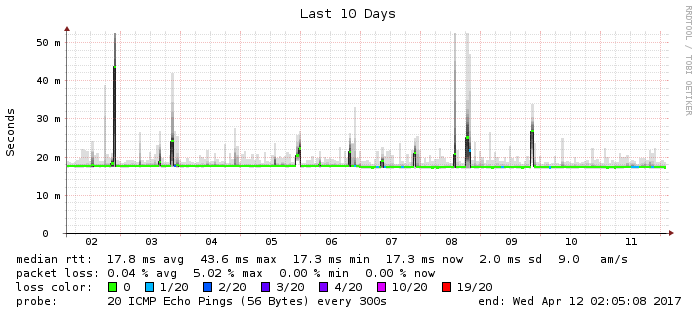 Last 10 Days
RRDTOOL / TOBI OETIKER
Seconds
50 m
40 m
30 m
20 m
10 m
0
02 03 04 05 06 07 08 09 10 11
median rtt: 17.8 ms avg 43.6 ms max 17.3 ms min 17.3 ms now 2.0 ms sd 9.0 am/s
packet loss: 0.04 % avg 5.02 % max 0.00 % min 0.00 % now
loss color: 0 1/20 2/20 3/20 4/20 10/20 19/20
probe: 20 ICMP Echo Pings (56 Bytes) every 300s end: Wed Apr 12 02:05:08 2017